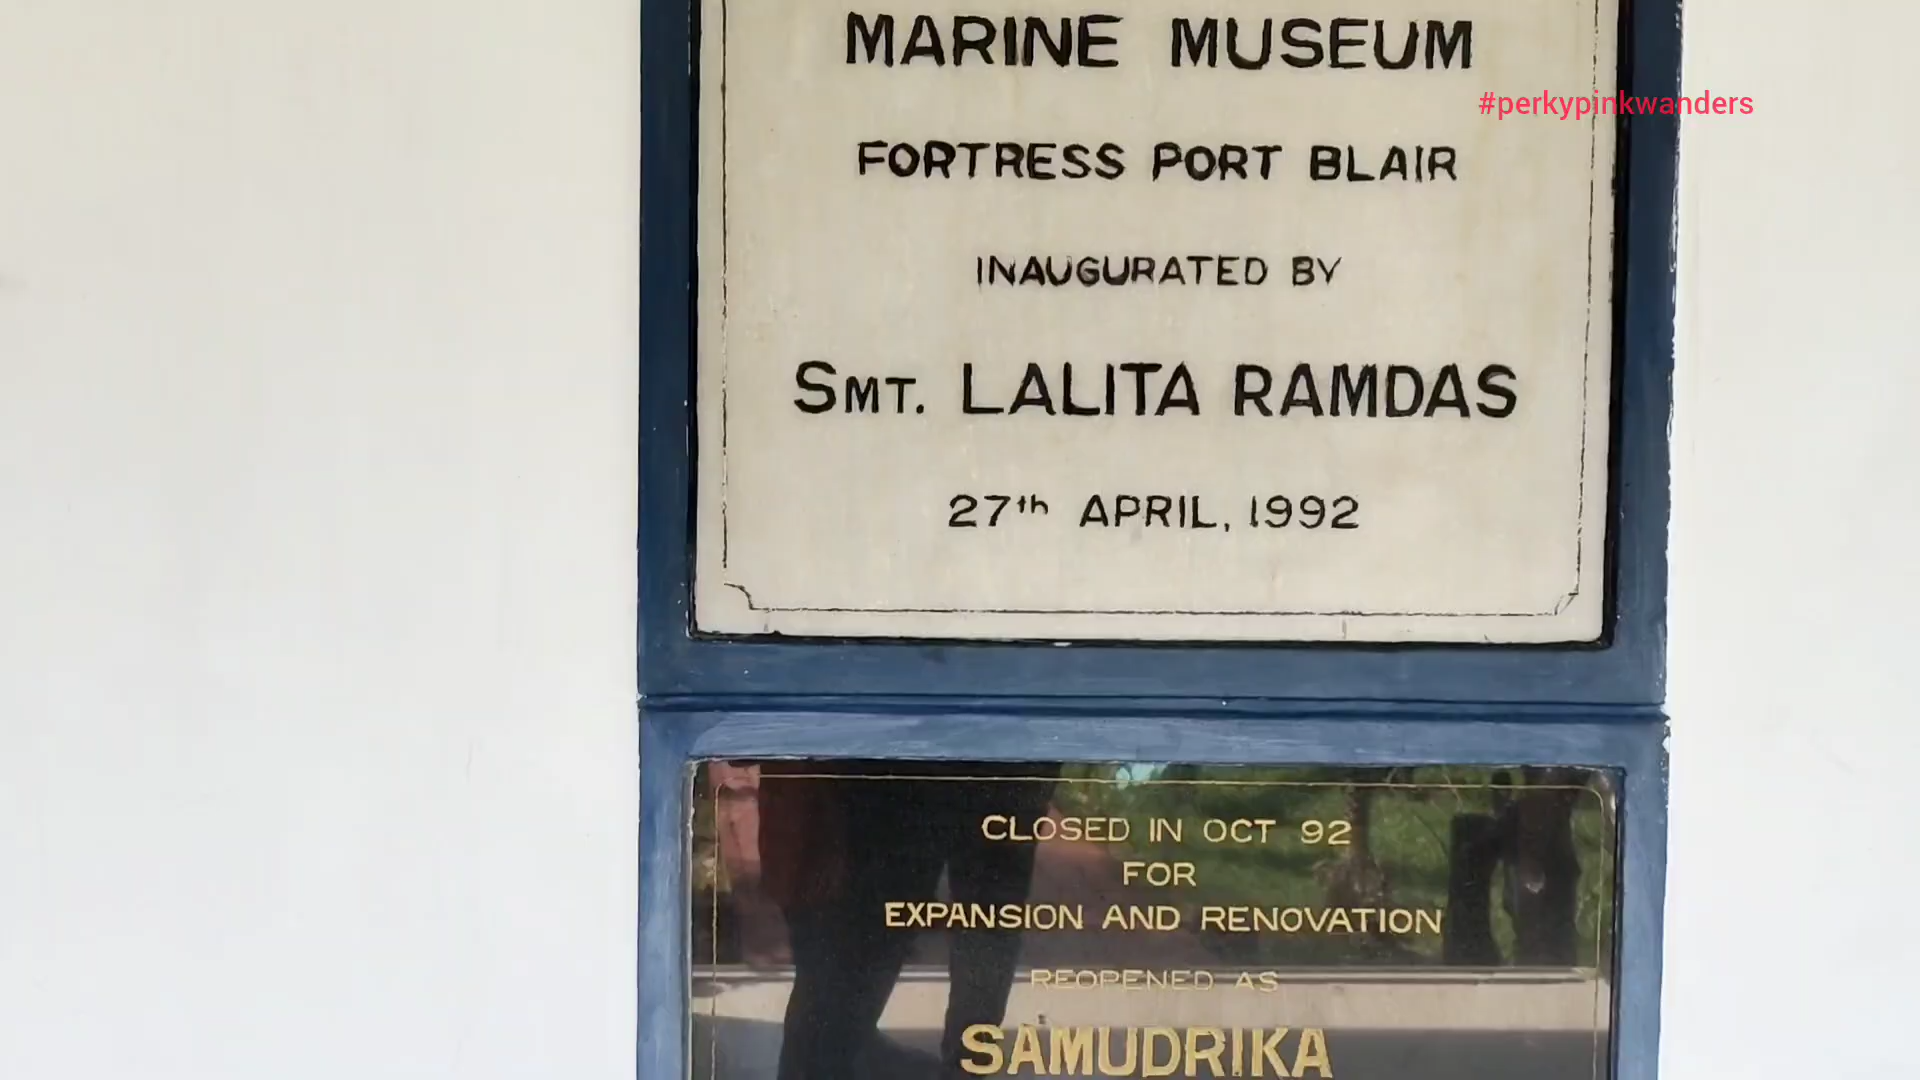 MARINE MUSEUM
#perkypinkwanders
FORTRESS PORT BLAIR
INAUGURATED BY
SMT. LALITA RAMDAS
27th APRIL, 1992
CLOSED IN OCT 92
FOR
EXPANSION AND RENOVATION
REOPENED AS
SAMUDRIKA